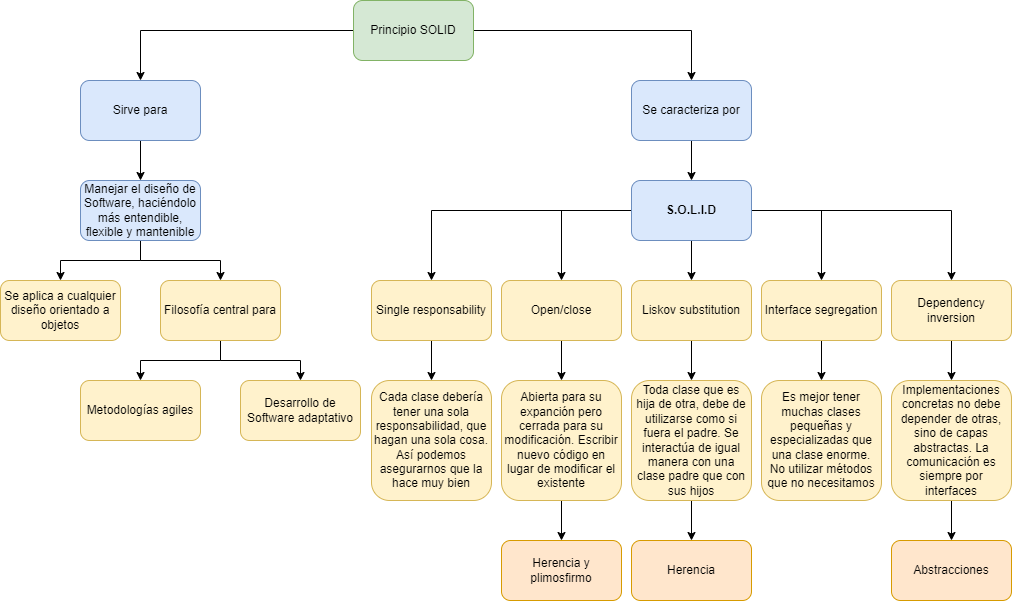 Principio SOLID
Sirve para
Se caracteriza por
Manejar el diseño de
Software, haciéndolo
más entendible,
flexible y mantenible
S.O.L.I.D
Se aplica a cualquier
diseño orientado a
objetos
Filosofía central para
Single responsability
Open/close
Liskov substitution
Interface segregation
Dependency
inversion
Metodologías agiles
Desarrollo de
Software adaptativo
Cada clase debería
tener una sola
responsabilidad, que
hagan una sola cosa.
Así podemos
asegurarnos que la
hace muy bien
Abierta para su
expanción pero
cerrada para su
modificación. Escribir
nuevo código en
lugar de modificar el
existente
Toda clase que es
hija de otra, debe de
utilizarse como si
fuera el padre. Se
interactúa de igual
manera con una
clase padre que con
sus hijos
Es mejor tener
muchas clases
pequeñas y
especializadas que
una clase enorme.
No utilizar métodos
que no necesitamos
Implementaciones
concretas no debe
depender de otras,
sino de capas
abstractas. La
comunicación es
siempre por
interfaces
Herencia y
plimosfirmo
Herencia
Abstracciones